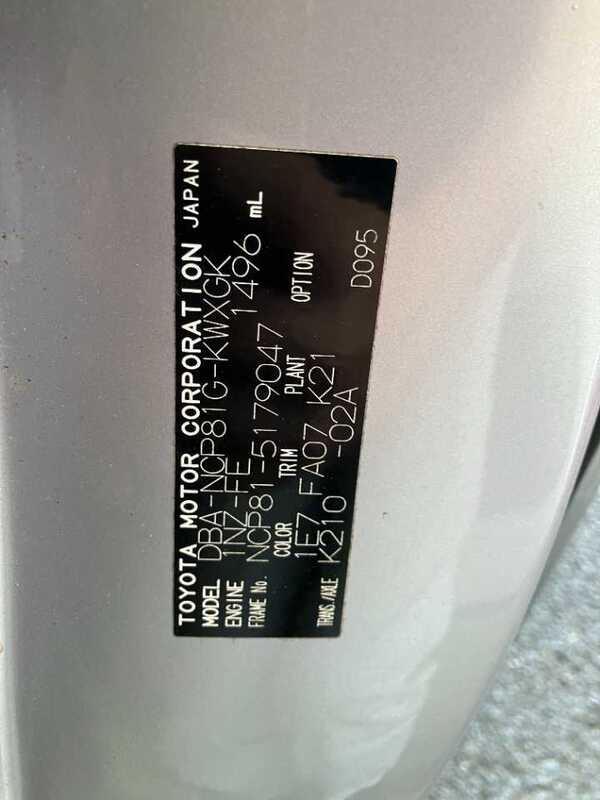 TOYOTA MOTOR CORPORATION JAPAN
MODEL DBA-NCP81G-KWXGK
ENGINE 1NZ-FE 1496 mL
FRAME No. NCP81-5179047
COLOR TRIM PLANT OPTION
1E7 FA07 K21
TRANS./AXLE K210 -02A D095